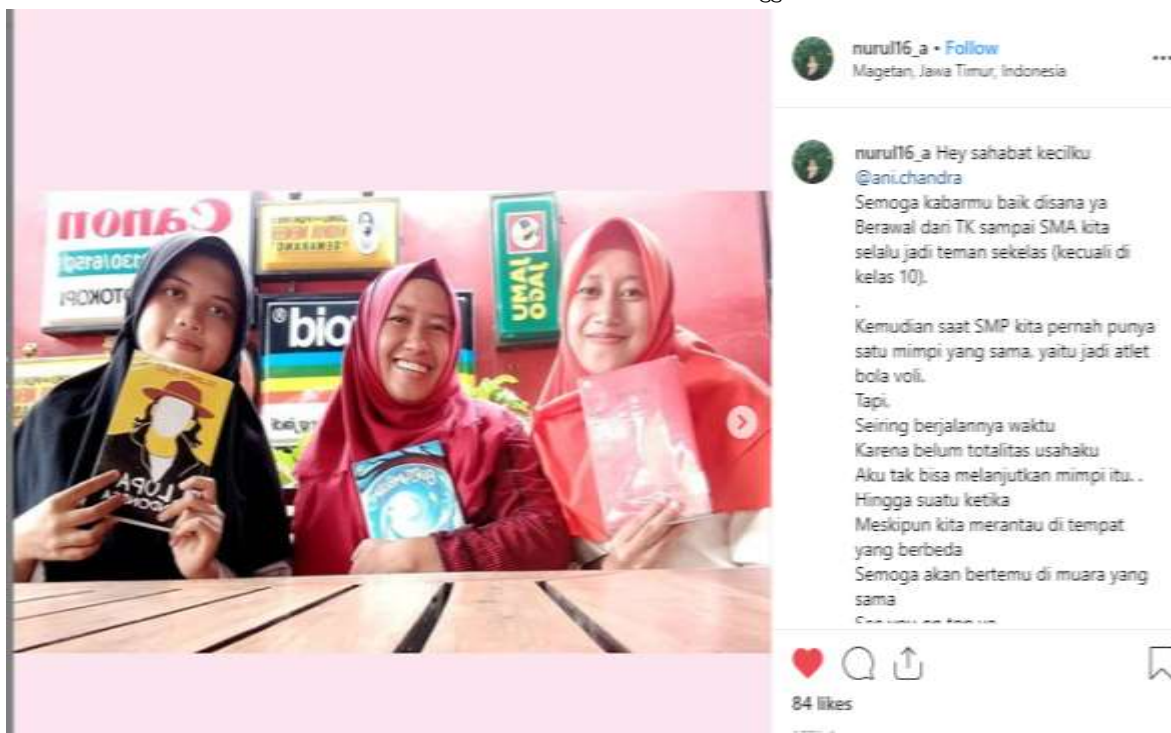 nurul16_a • Follow
Magetan, Jawa Timur, Indonesia
nurul16_a Hey sahabat kecilku
@ani.chandra
Semoga kabarmu baik disana ya
Berawal dari TK sampai SMA kita
selalu jadi teman sekelas (kecuali di
kelas 10).
.
Kemudian saat SMP kita pernah punya
satu mimpi yang sama. yaitu jadi atlet
bola voli.
Tapi.
Seiring berjalannya waktu
Karena belum totalitas usahaku
Aku tak bisa melanjutkan mimpi itu. .
Hingga suatu ketika
Meskipun kita merantau di tempat
yang berbeda
Semoga akan bertemu di muara yang
sama
84 likes
Canon
OTOKOPI
SEMARANG
JAMU
JAGO
bio
LUPA